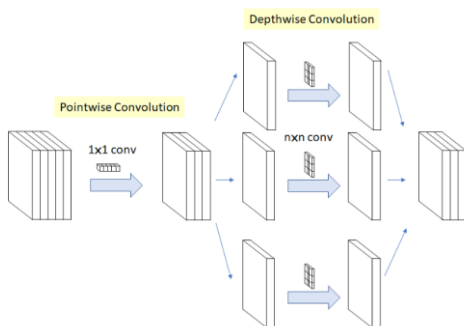 Depthwise Convolution
Pointwise Convolution
1x1 conv
nxn conv